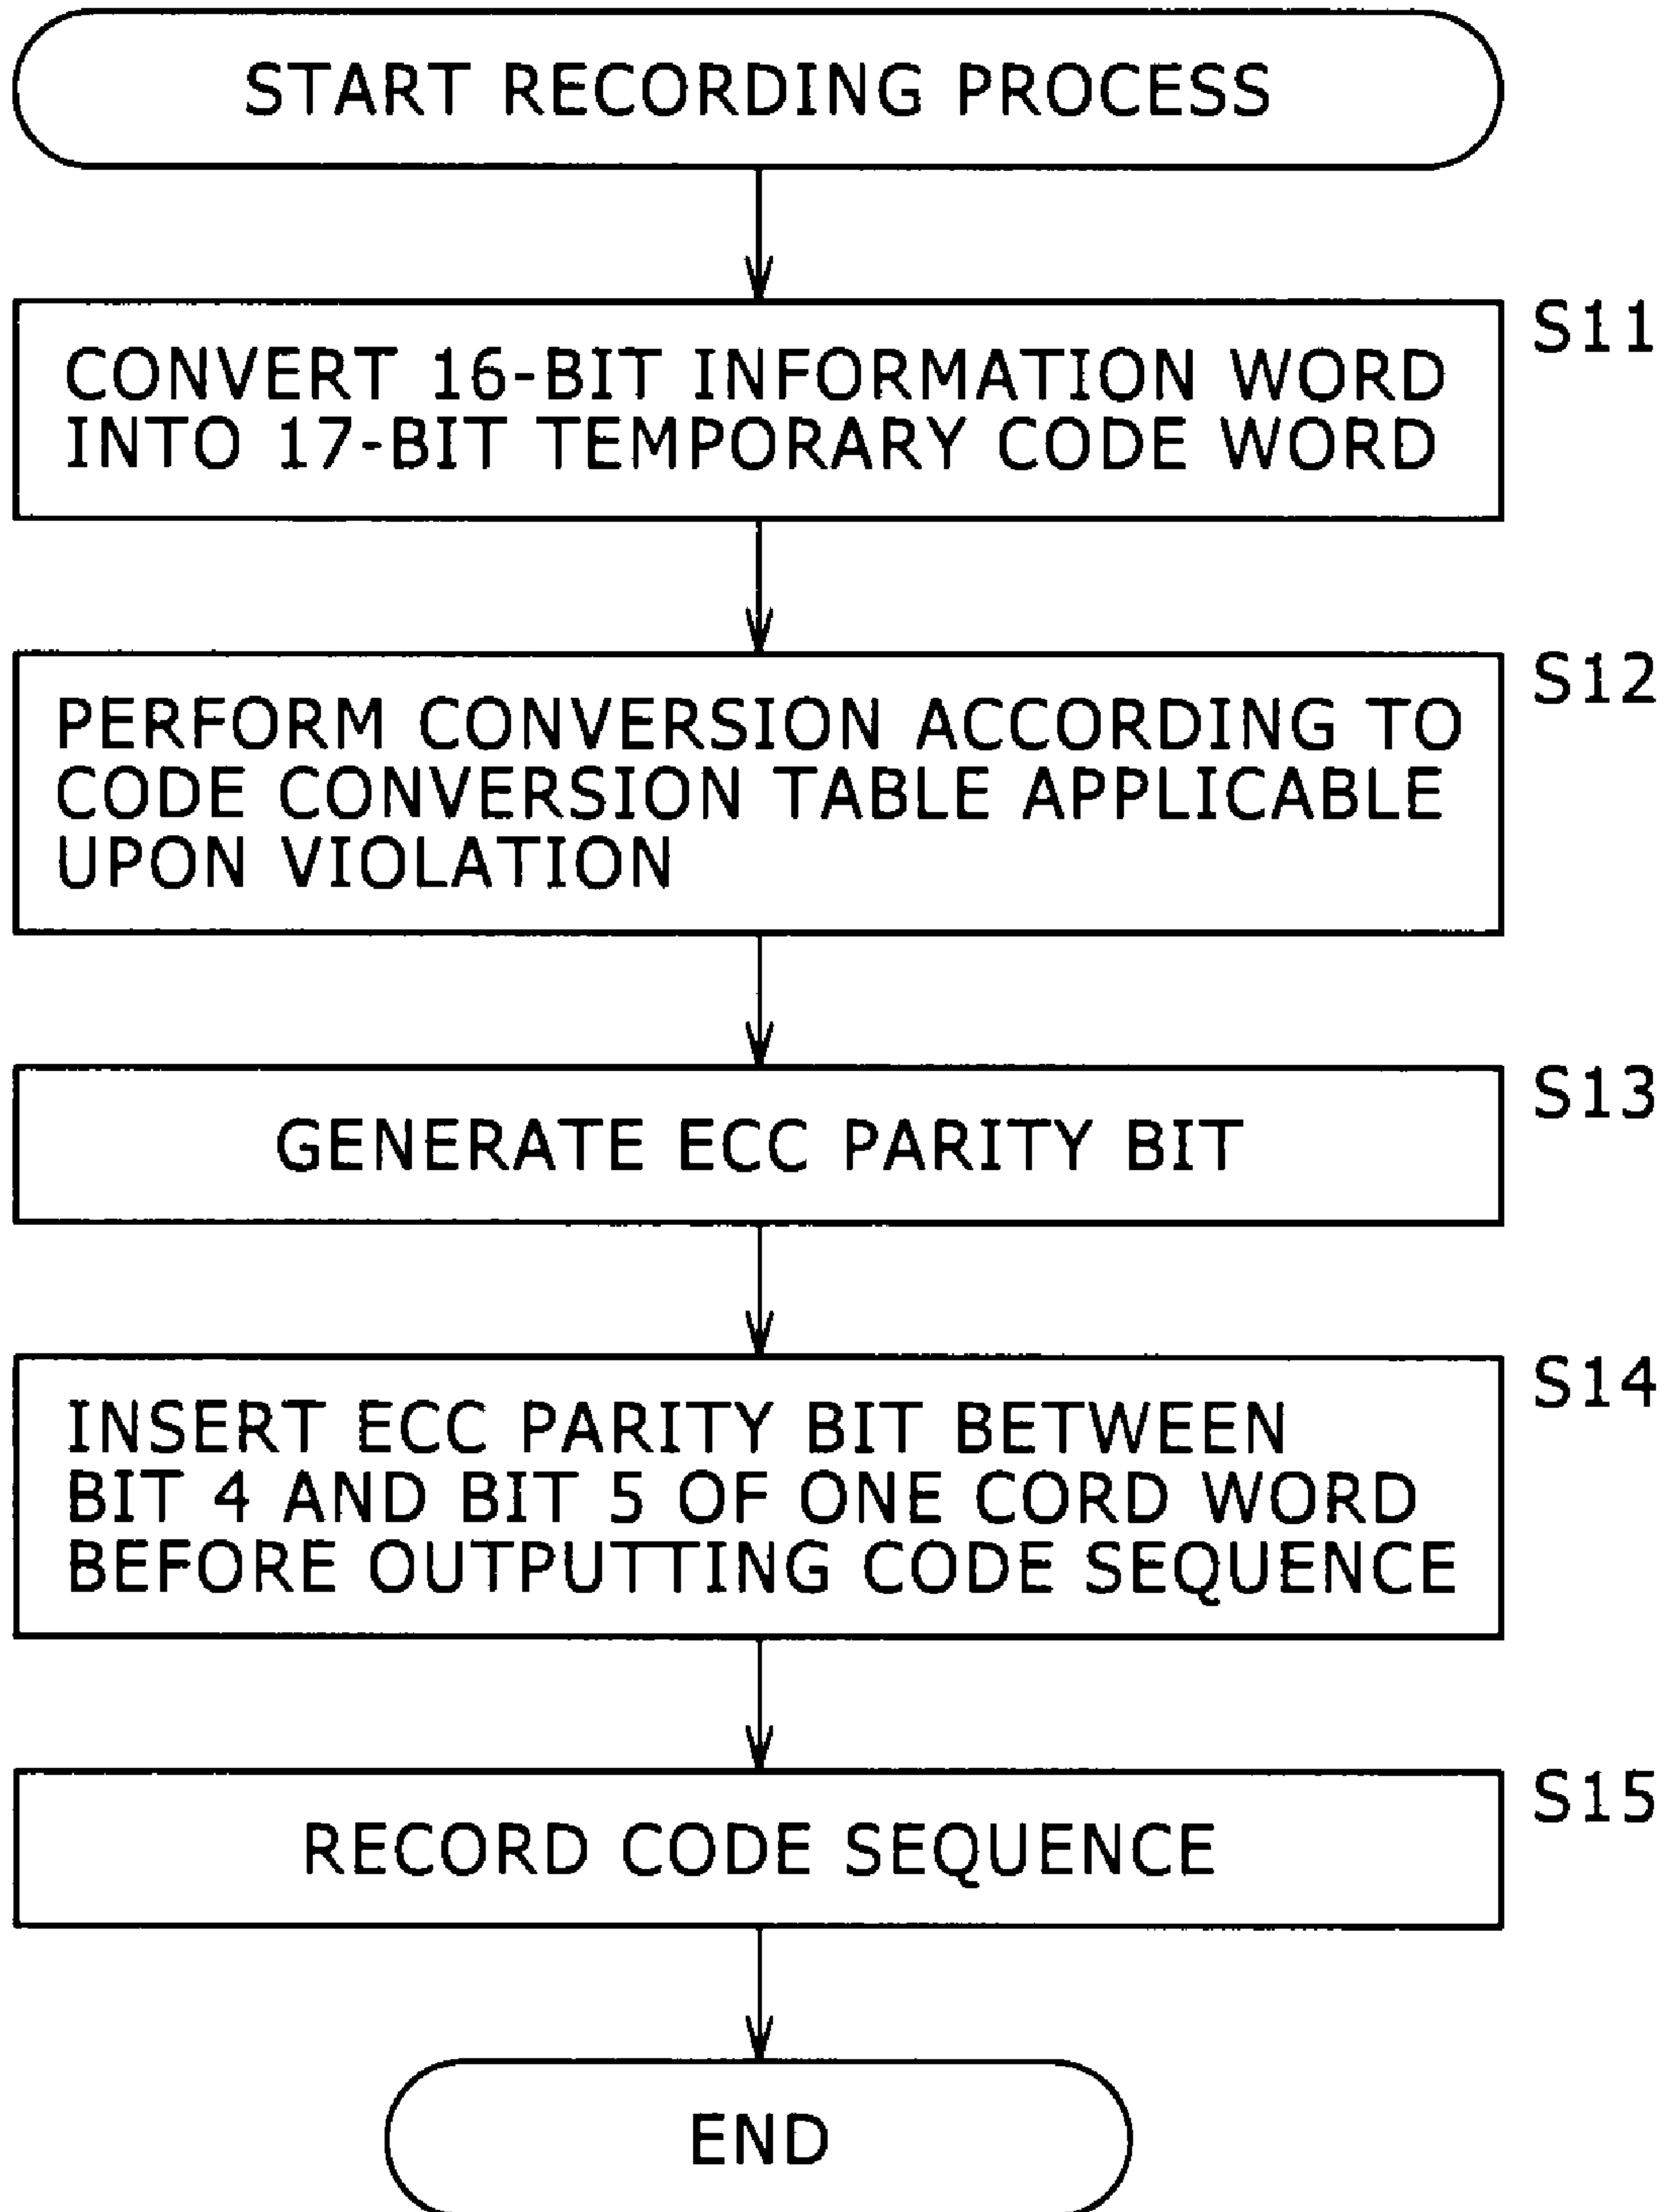 START RECORDING PROCESS
S11
CONVERT 16-BIT INFORMATION WORD
INTO 17-BIT TEMPORARY CODE WORD
S12
PERFORM CONVERSION ACCORDING TO
CODE CONVERSION TABLE APPLICABLE
UPON VIOLATION
S13
GENERATE ECC PARITY BIT
S14
INSERT ECC PARITY BIT BETWEEN
BIT 4 AND BIT 5 OF ONE CORD WORD
BEFORE OUTPUTTING CODE SEQUENCE
S15
RECORD CODE SEQUENCE
END